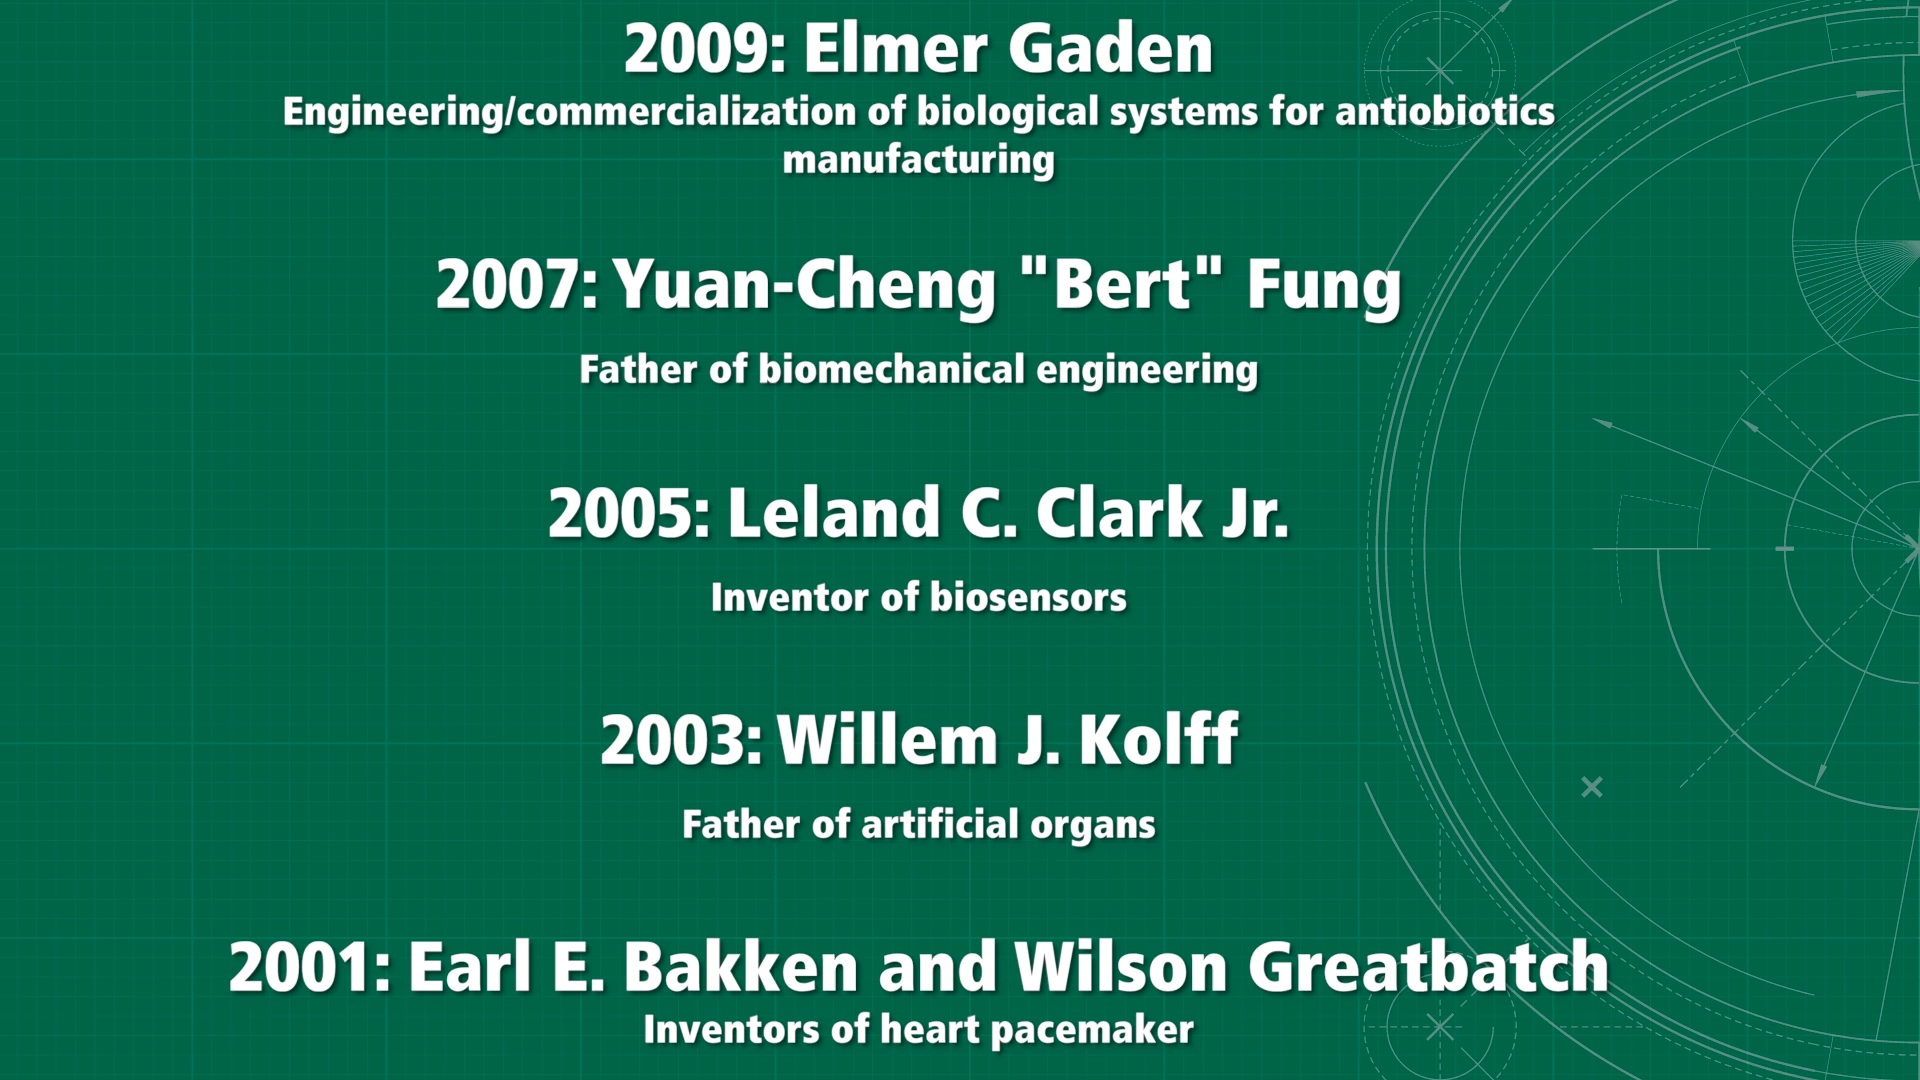 2009: Elmer Gaden
Engineering/commercialization of biological systems for antiobiotics
manufacturing
2007: Yuan-Cheng "Bert" Fung
Father of biomechanical engineering
2005: Leland C. Clark Jr.
Inventor of biosensors
2003: Willem J. Kolff
Father of artificial organs
2001: Earl E. Bakken and Wilson Greatbatch
Inventors of heart pacemaker